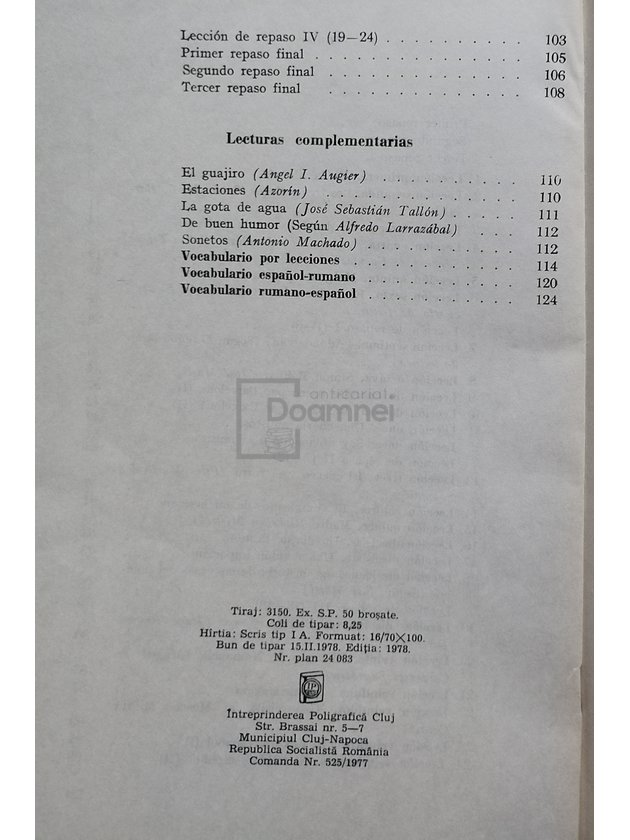 Lección de repaso IV (19—24) . . . . . . . . . . . 103
Primer repaso final . . . . . . . . . . . . . . . . 105
Segundo repaso final . . . . . . . . . . . . . . . 106
Tercer repaso final . . . . . . . . . . . . . . . 108
Lecturas complementarias
El guajiro (Angel I. Augier) . . . . . . . . . . . 110
Estaciones (Azorín) . . . . . . . . . . . . . . . 110
La gota de agua (José Sebastián Tallón) . . . . . 111
De buen humor (Según Alfredo Larrazábal) . . . . 112
Sonetos (Antonio Machado) . . . . . . . . . . . . 112
Vocabulario por lecciones . . . . . . . . . . . . 114
Vocabulario español-rumano . . . . . . . . . . . 120
Vocabulario rumano-español . . . . . . . . . . . 124
anticariat
Doamnei
Tiraj: 3150. Ex. S.P. 50 broșate.
Coli de tipar: 8,25
Hîrtia: Scris tip I A. Formuat: 16/70×100.
Bun de tipar 15.II.1978. Ediția: 1978.
Nr. plan 24 083
IP
Întreprinderea Poligrafică Cluj
Str. Brassai nr. 5—7
Municipiul Cluj-Napoca
Republica Socialistă România
Comanda Nr. 525/1977